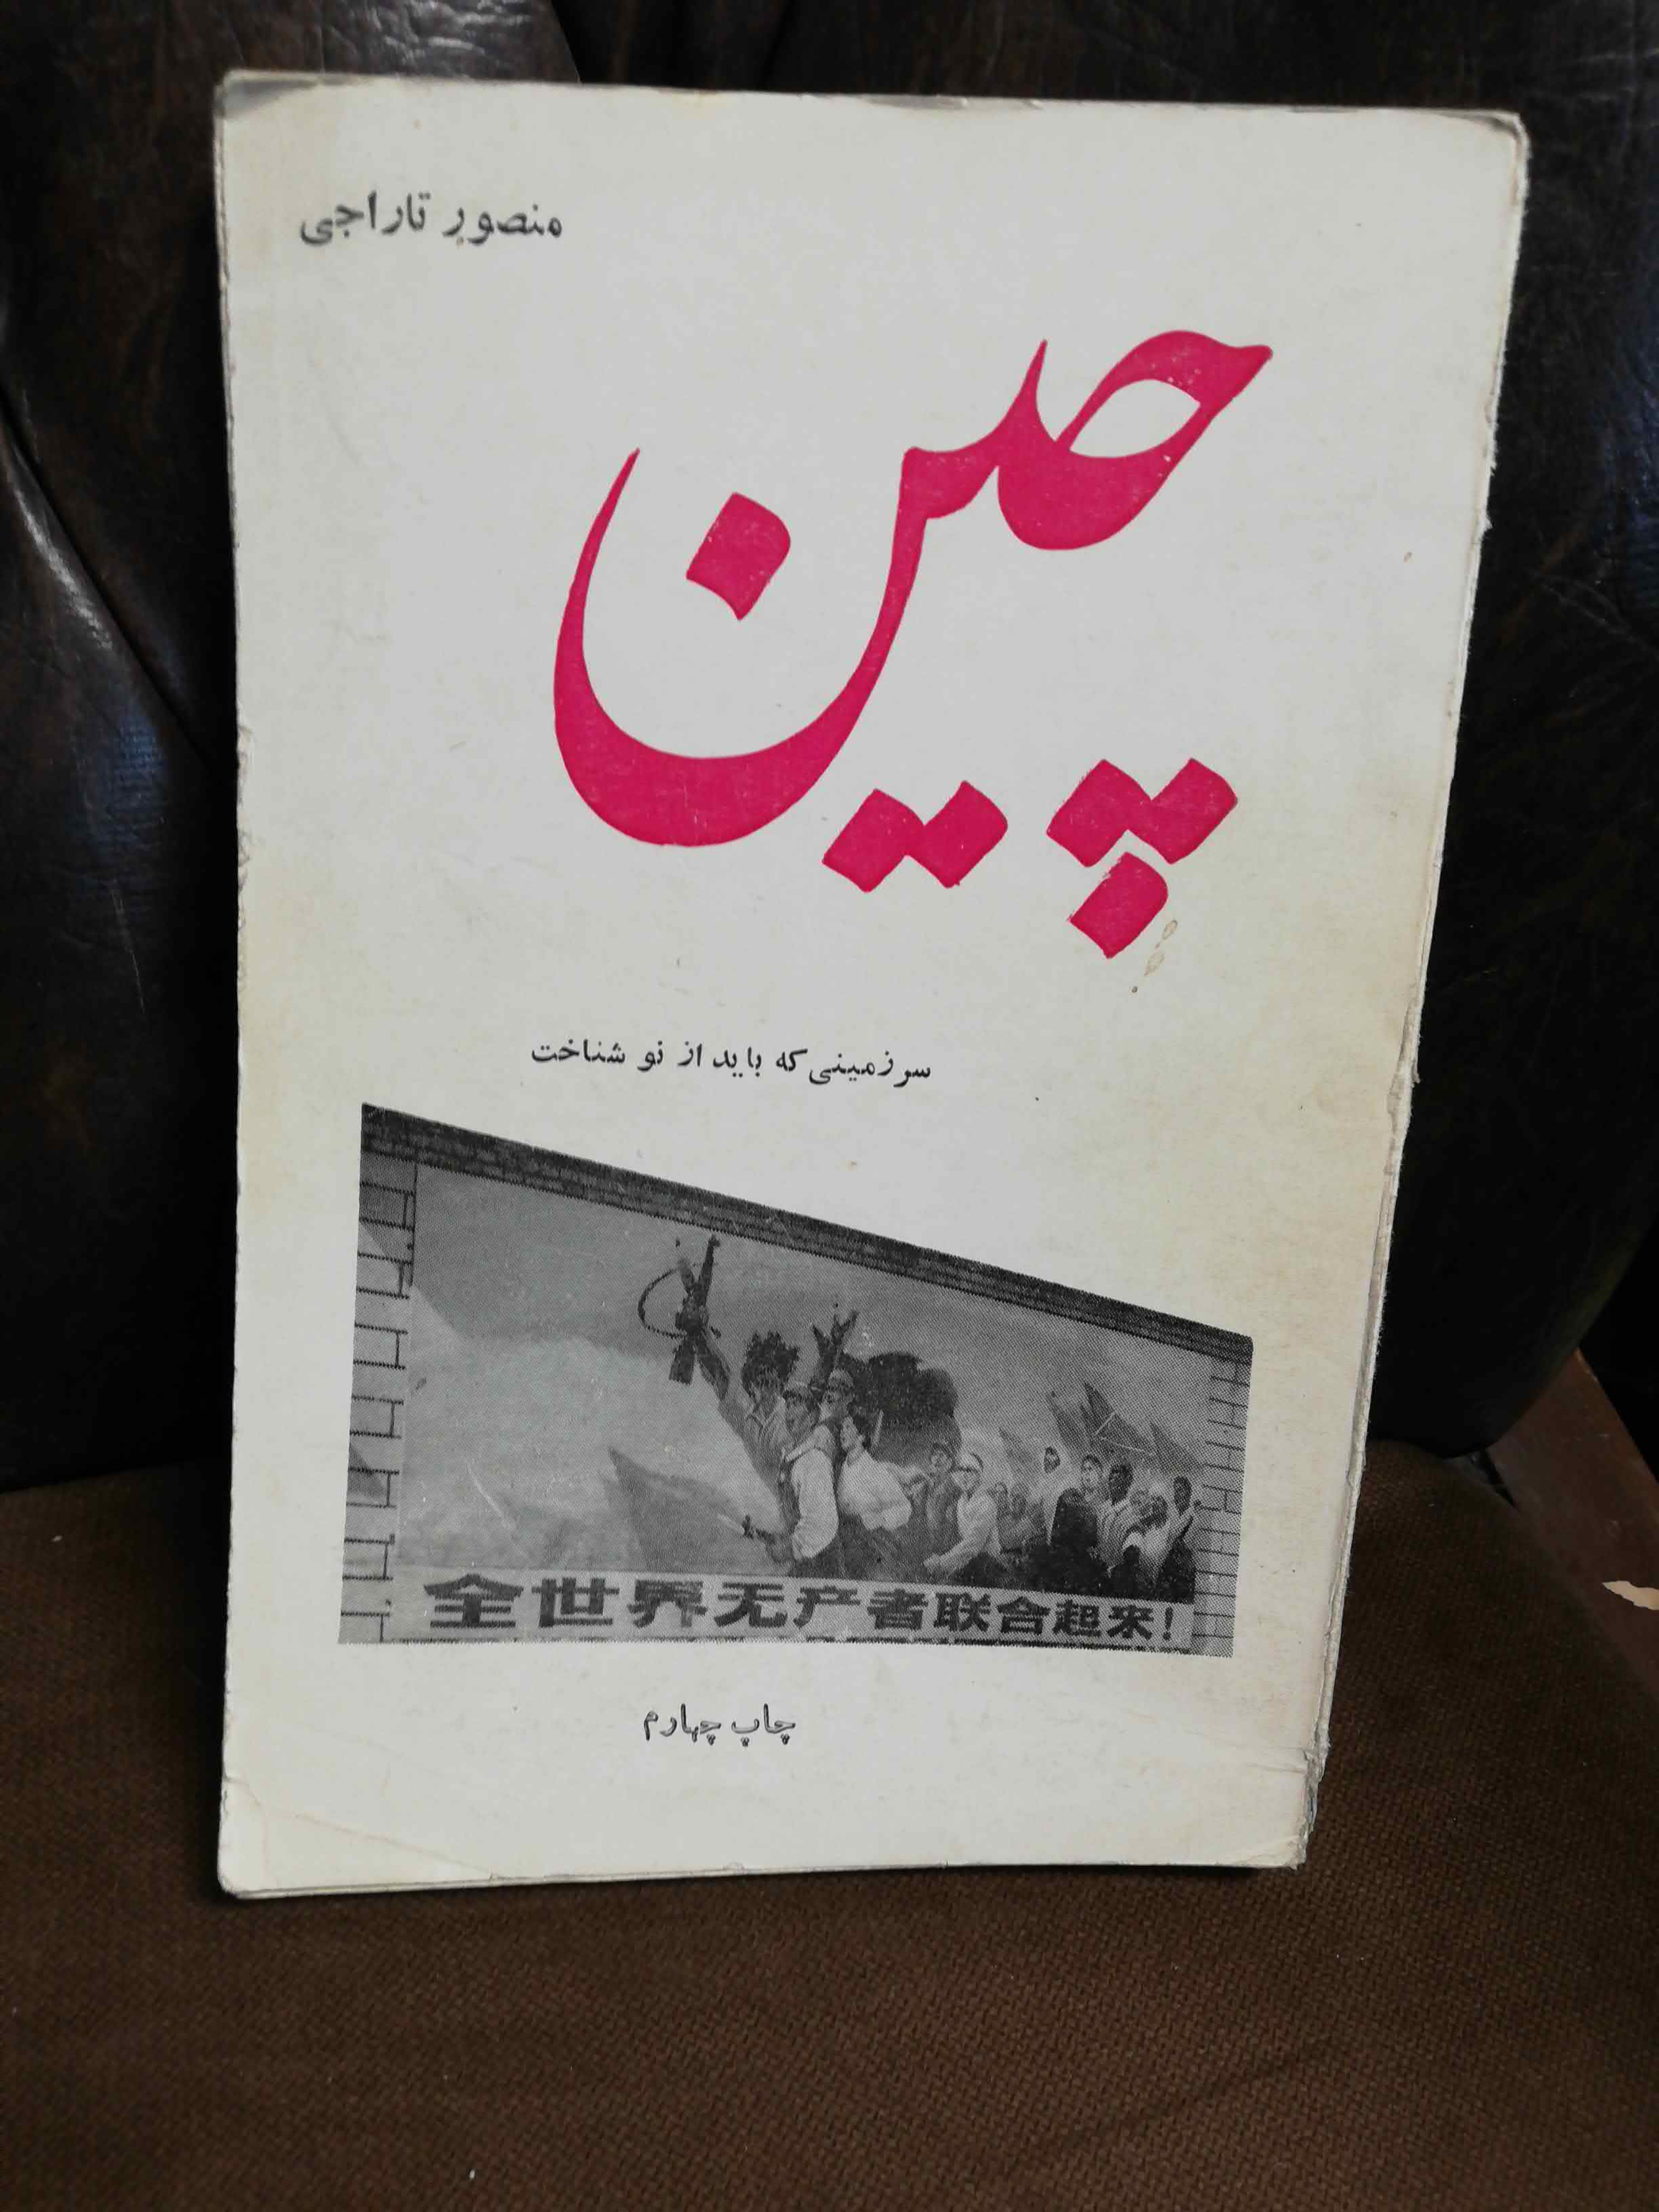 منصور تاراجی
چین
سرزمینی که باید از نو شناخت
全世界无产者联合起来!
چاپ چهارم